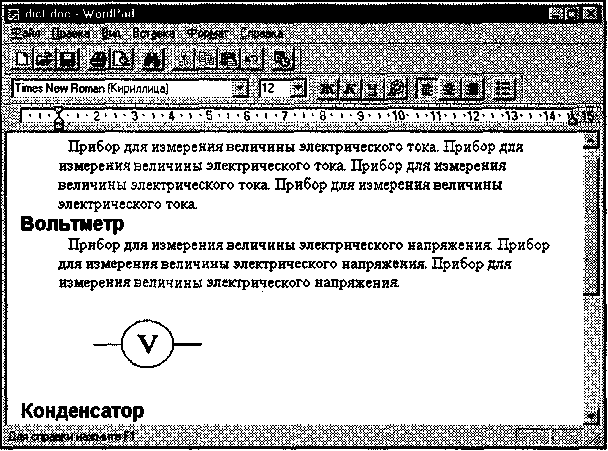 dict.doc - WordPad
Файл Правка Вид Вставка Формат Справка
Times New Roman (Кириллица) 12 Ж К Ч
1 2 3 4 5 6 7 8 9 10 11 12 13 14 15
Прибор для измерения величины электрического тока. Прибор для
измерения величины электрического тока. Прибор для измерения
величины электрического тока. Прибор для измерения величины
электрического тока.
Вольтметр
Прибор для измерения величины электрического напряжения. Прибор
для измерения величины электрического напряжения. Прибор для
измерения величины электрического напряжения.
V
Конденсатор
Для справки нажмите F1